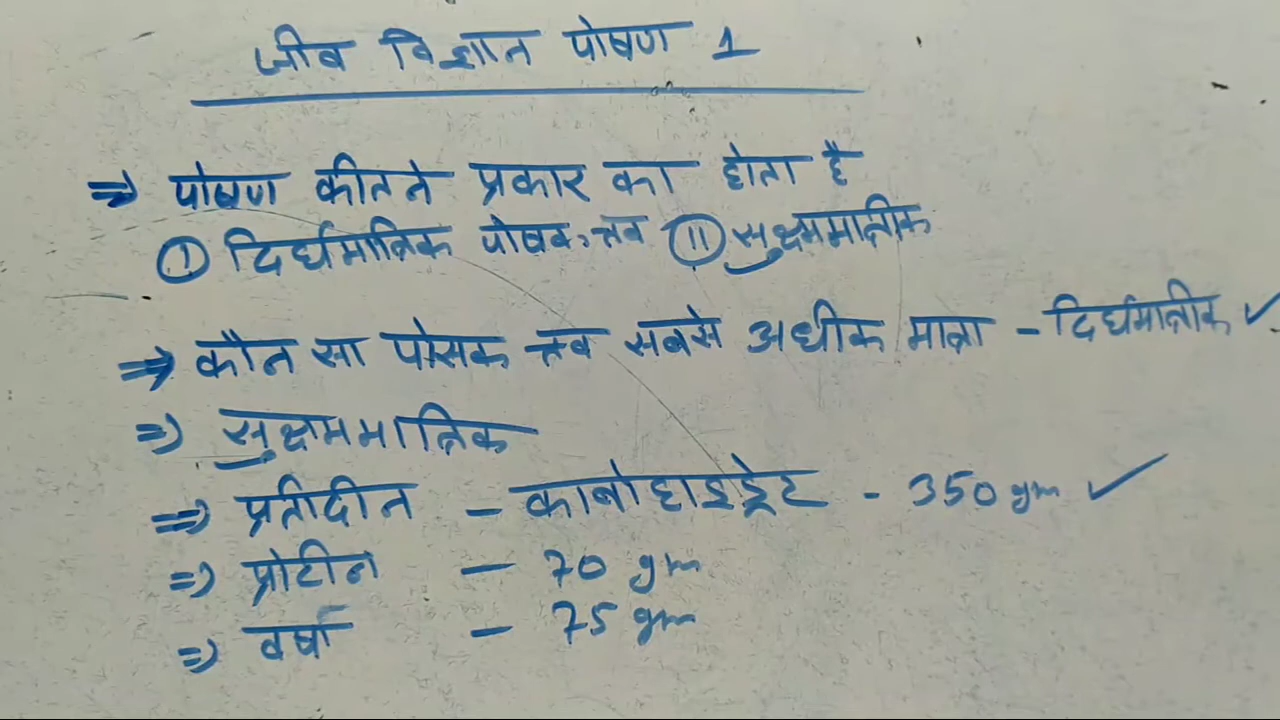 जीव विज्ञान पोषण 1
⇒ पोषण कीतने प्रकार का होता है
① दिर्घमात्रिक पोषक तत्व ⑪ सुक्ष्ममात्रीक
⇒ कौन सा पोसक तत्व सबसे अधीक मात्रा - दिर्घमात्रीक ✓
⇒ सुक्षममात्रिक
⇒ प्रतीदीन - कार्बोहाइड्रेट - 350 gm ✓
⇒ प्रोटीन - 70 gm
⇒ वर्षा - 75 gm